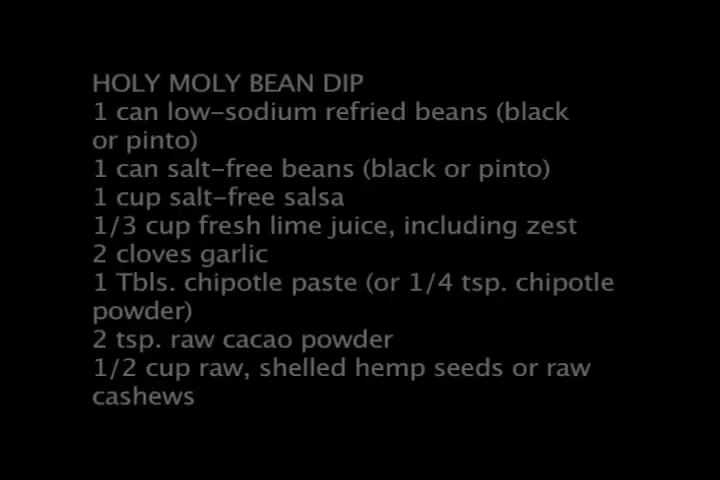 HOLY MOLY BEAN DIP
1 can low-sodium refried beans (black
or pinto)
1 can salt-free beans (black or pinto)
1 cup salt-free salsa
1/3 cup fresh lime juice, including zest
2 cloves garlic
1 Tbls. chipotle paste (or 1/4 tsp. chipotle
powder)
2 tsp. raw cacao powder
1/2 cup raw, shelled hemp seeds or raw
cashews